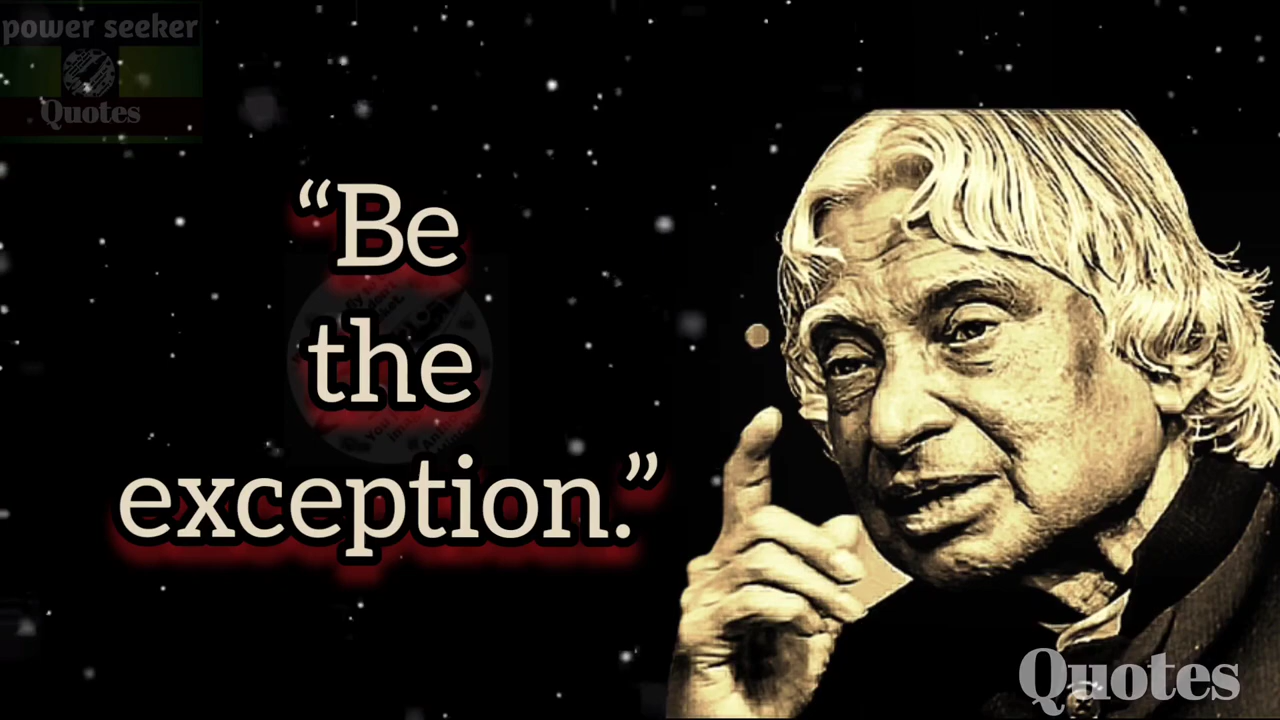 power seeker
Quotes
“Be
the
exception.”
Quotes